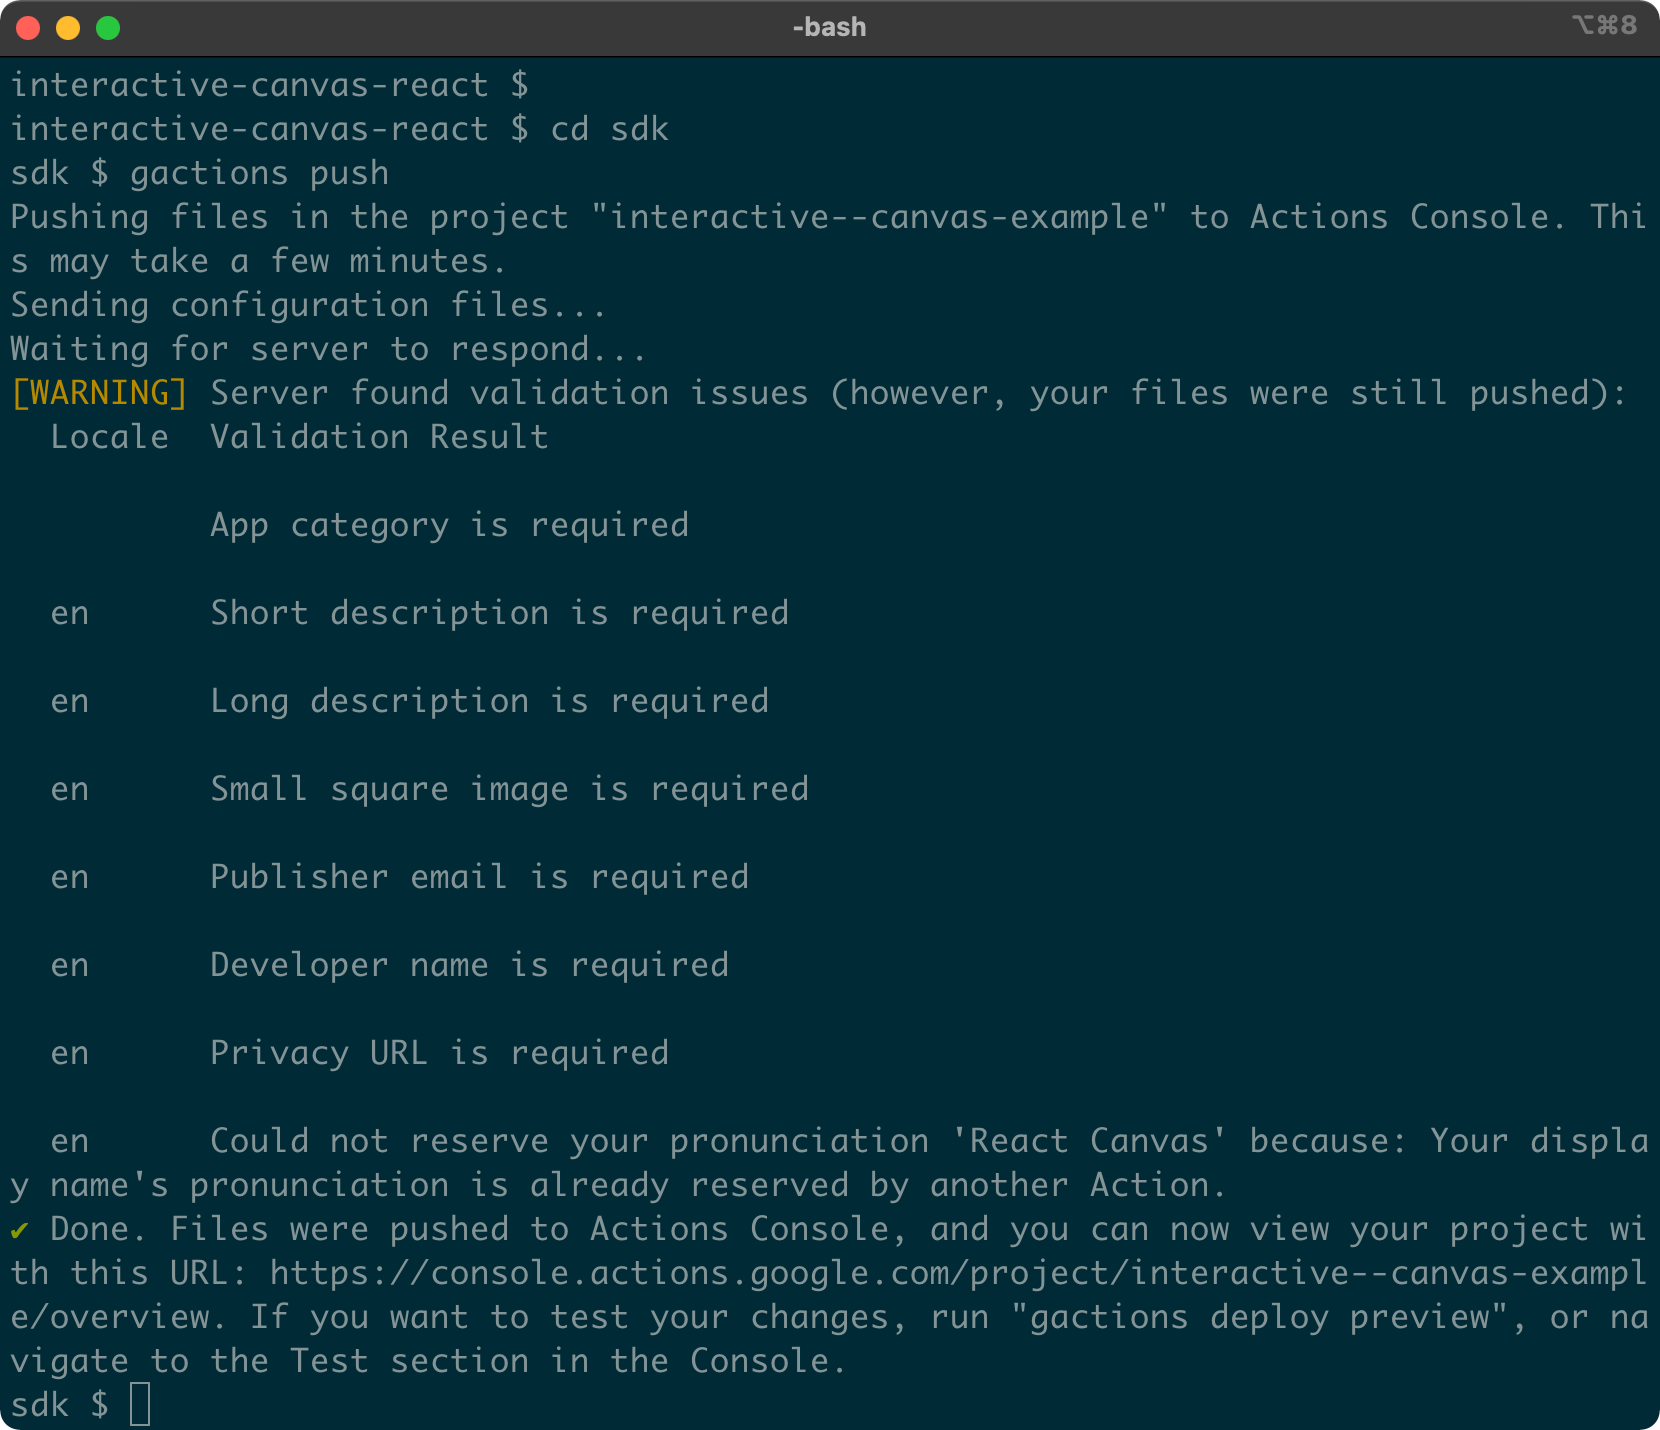 -bash
⌥⌘8
interactive-canvas-react $
interactive-canvas-react $ cd sdk
sdk $ gactions push
Pushing files in the project "interactive--canvas-example" to Actions Console. Thi
s may take a few minutes.
Sending configuration files...
Waiting for server to respond...
[WARNING] Server found validation issues (however, your files were still pushed):
  Locale  Validation Result
          App category is required
  en      Short description is required
  en      Long description is required
  en      Small square image is required
  en      Publisher email is required
  en      Developer name is required
  en      Privacy URL is required
  en      Could not reserve your pronunciation 'React Canvas' because: Your displa
y name's pronunciation is already reserved by another Action.
✔ Done. Files were pushed to Actions Console, and you can now view your project wi
th this URL: https://console.actions.google.com/project/interactive--canvas-exampl
e/overview. If you want to test your changes, run "gactions deploy preview", or na
vigate to the Test section in the Console.
sdk $